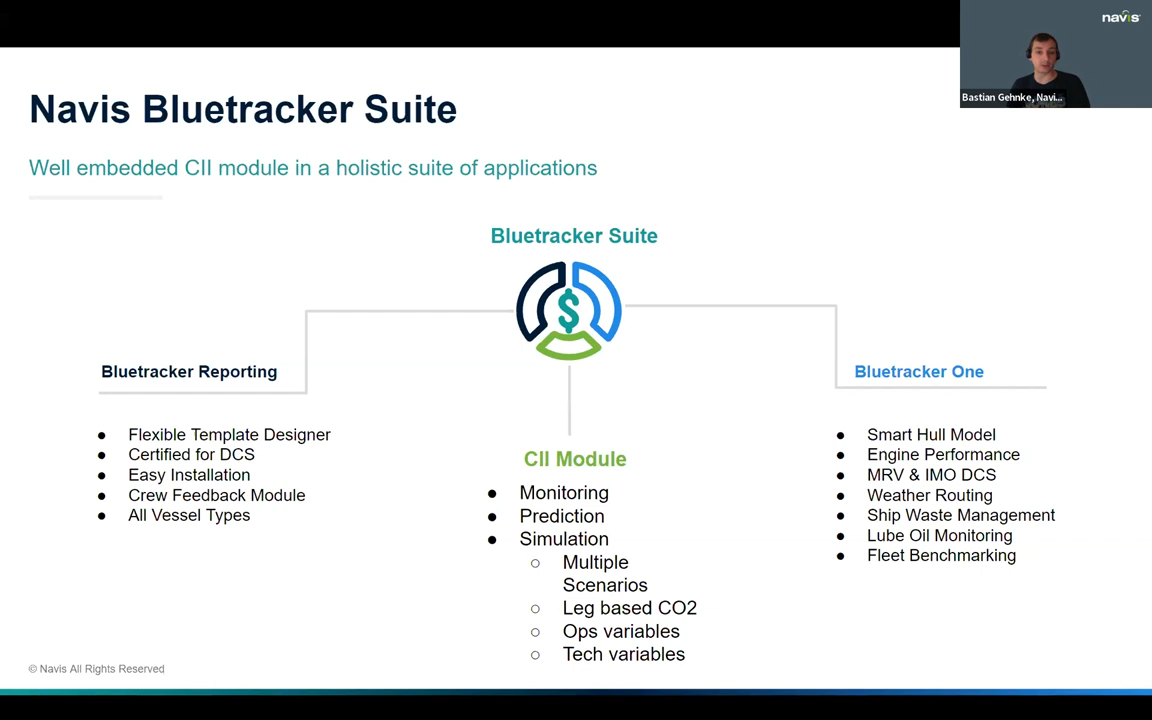 navis
Bastian Gehnke, Navi...
Navis Bluetracker Suite
Well embedded CII module in a holistic suite of applications
Bluetracker Suite
$
Bluetracker Reporting
● Flexible Template Designer
● Certified for DCS
● Easy Installation
● Crew Feedback Module
● All Vessel Types
CII Module
● Monitoring
● Prediction
● Simulation
○ Multiple
Scenarios
○ Leg based CO2
○ Ops variables
○ Tech variables
Bluetracker One
● Smart Hull Model
● Engine Performance
● MRV & IMO DCS
● Weather Routing
● Ship Waste Management
● Lube Oil Monitoring
● Fleet Benchmarking
© Navis All Rights Reserved